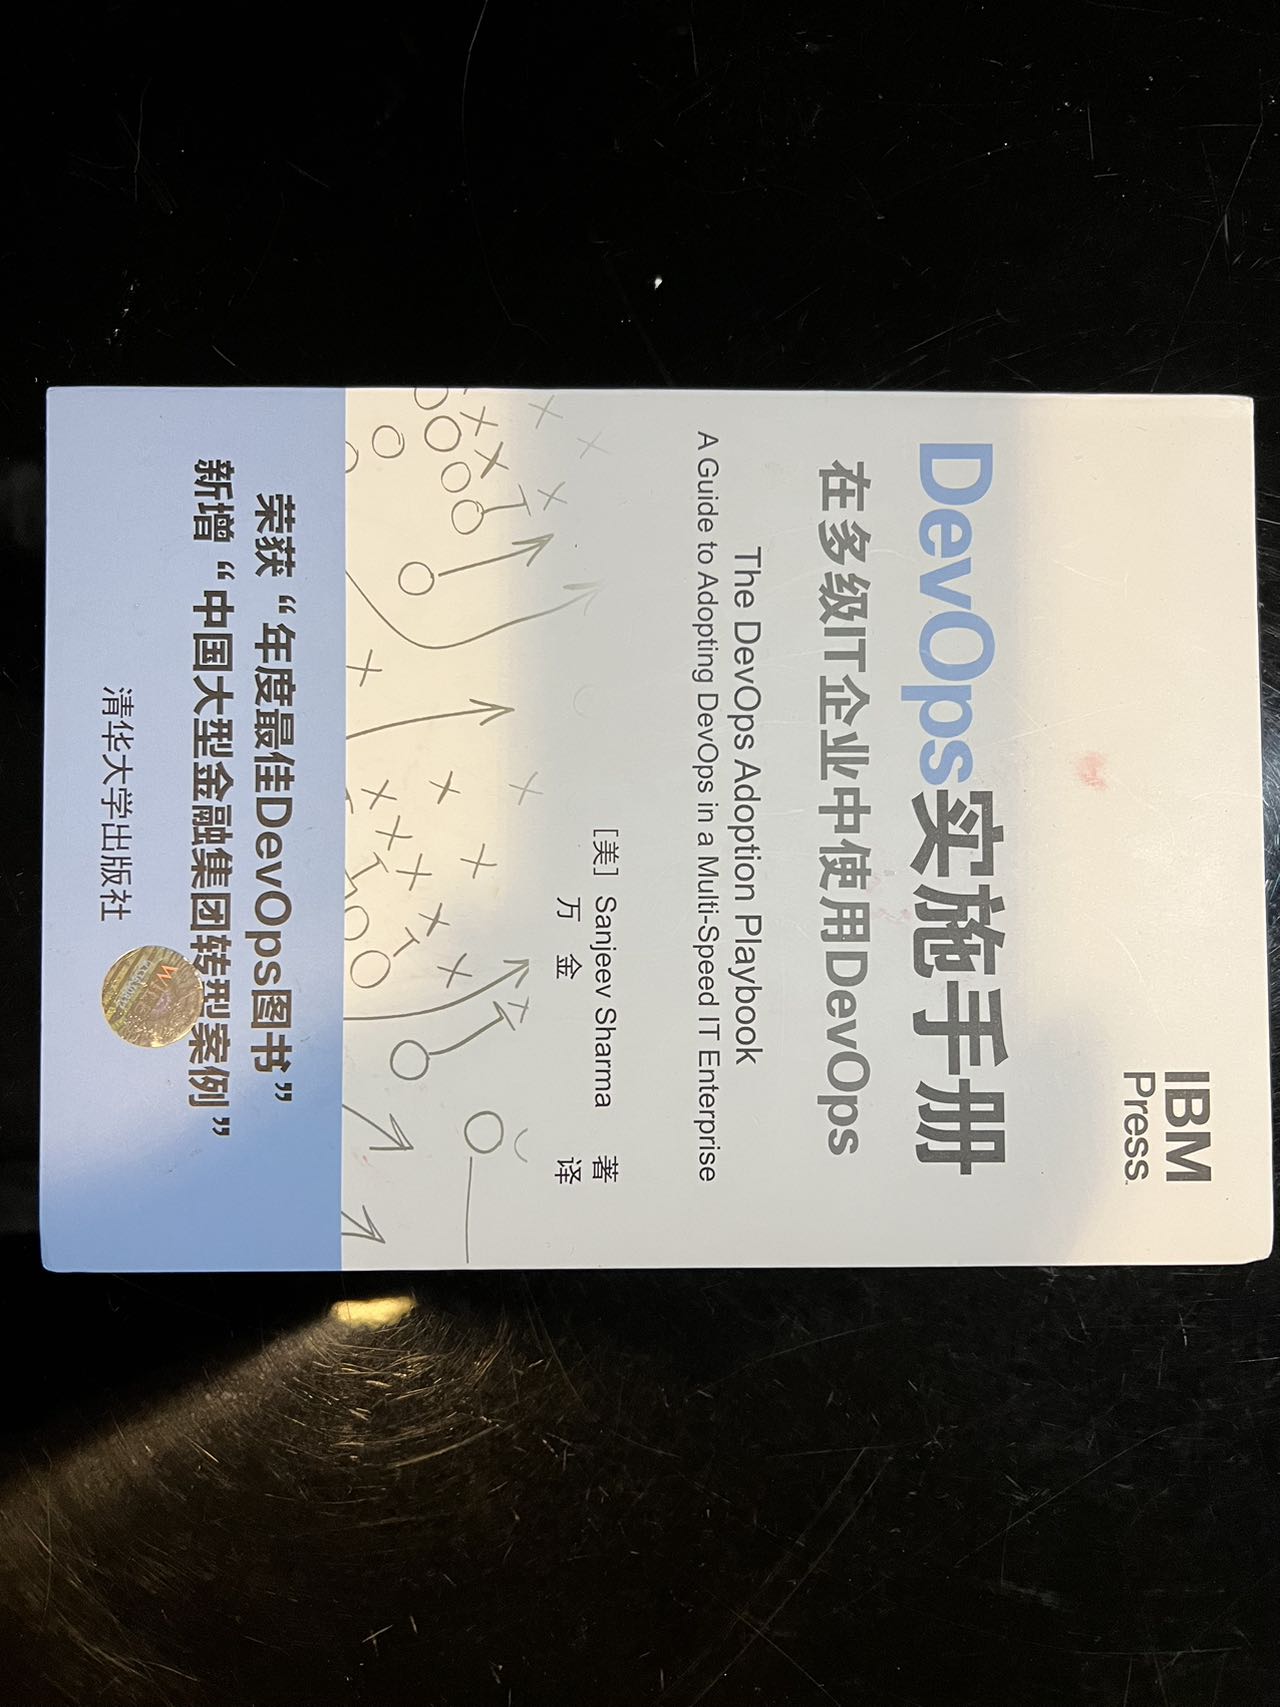 IBM
Press
DevOps实施手册
在多级IT企业中使用DevOps
The DevOps Adoption Playbook
A Guide to Adopting DevOps in a Multi-Speed IT Enterprise
[美] Sanjeev Sharma 著
万金 译
荣获“年度最佳DevOps图书”
新增“中国大型金融集团转型案例”
清华大学出版社